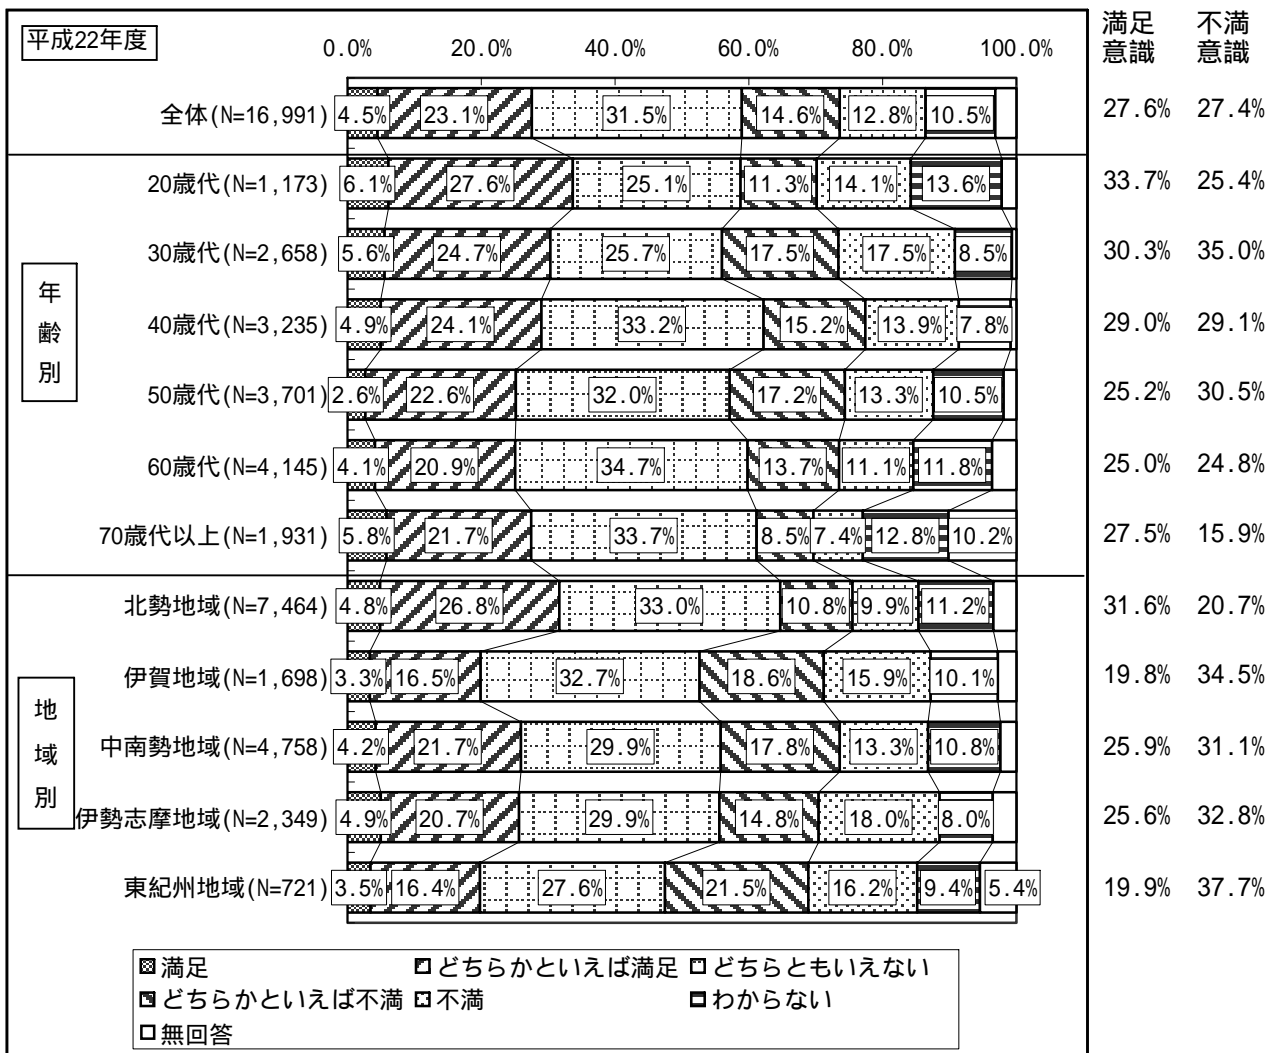 平成22年度
満足意識
不満意識
0.0% 20.0% 40.0% 60.0% 80.0% 100.0%
全体(N=16,991) 4.5% 23.1% 31.5% 14.6% 12.8% 10.5% 27.6% 27.4%
年齢別
20歳代(N=1,173) 6.1% 27.6% 25.1% 11.3% 14.1% 13.6% 33.7% 25.4%
30歳代(N=2,658) 5.6% 24.7% 25.7% 17.5% 17.5% 8.5% 30.3% 35.0%
40歳代(N=3,235) 4.9% 24.1% 33.2% 15.2% 13.9% 7.8% 29.0% 29.1%
50歳代(N=3,701) 2.6% 22.6% 32.0% 17.2% 13.3% 10.5% 25.2% 30.5%
60歳代(N=4,145) 4.1% 20.9% 34.7% 13.7% 11.1% 11.8% 25.0% 24.8%
70歳代以上(N=1,931) 5.8% 21.7% 33.7% 8.5% 7.4% 12.8% 10.2% 27.5% 15.9%
地域別
北勢地域(N=7,464) 4.8% 26.8% 33.0% 10.8% 9.9% 11.2% 31.6% 20.7%
伊賀地域(N=1,698) 3.3% 16.5% 32.7% 18.6% 15.9% 10.1% 19.8% 34.5%
中南勢地域(N=4,758) 4.2% 21.7% 29.9% 17.8% 13.3% 10.8% 25.9% 31.1%
伊勢志摩地域(N=2,349) 4.9% 20.7% 29.9% 14.8% 18.0% 8.0% 25.6% 32.8%
東紀州地域(N=721) 3.5% 16.4% 27.6% 21.5% 16.2% 9.4% 5.4% 19.9% 37.7%
満足 どちらかといえば満足 どちらともいえない
どちらかといえば不満 不満 わからない
無回答